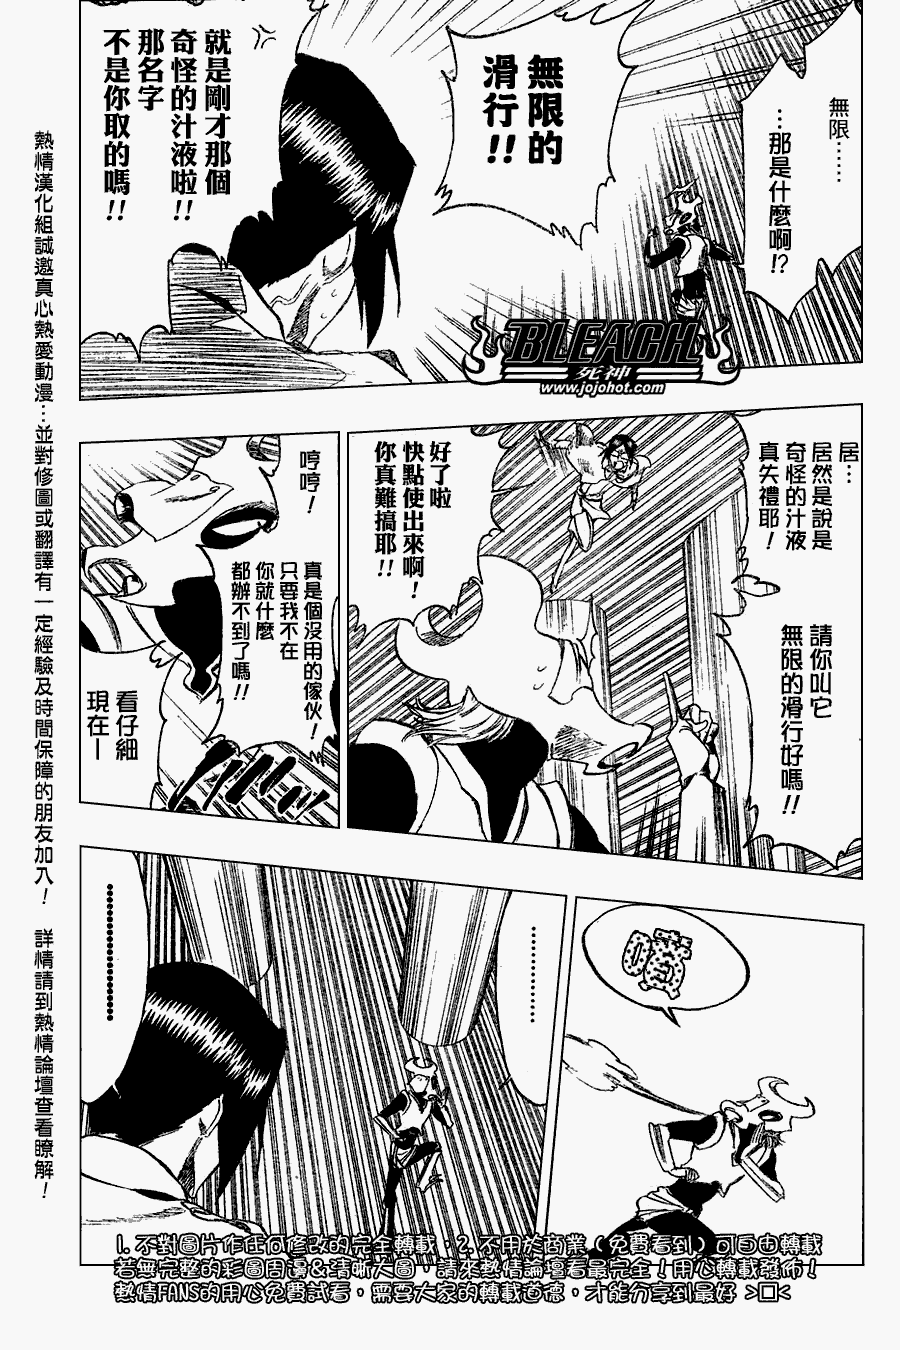 無限……
…那是什麼啊!?
無限的
滑行!!
就是剛才那個
奇怪的汁液啦!!
那名字
不是你取的嗎!!
BLEACH
死神
www.jojohot.com
居…
居然是說是
奇怪的汁液
真失禮耶!
請你叫它
無限的滑行好嗎!!
好了啦
快點使出來啊!
你真難搞耶!!
哼哼!
真是個沒用的傢伙!
只要我不在
你就什麼
都辦不到了嗎!!
看仔細
現在ー
噴
…………
…………………
熱情漢化組誠邀真心熱愛動漫…並對修圖或翻譯有一定經驗及時間保障的朋友加入! 詳情請到熱情論壇查看瞭解!
1. 不對圖片作任何修改的完全轉載，2. 不用於商業（免費看到）可自由轉載
若無完整的彩圖周邊&清晰大圖，請來熱情論壇看最完全!用心轉載發佈!
熱情FANS的用心免費試看，需要大家的轉載道德，才能分享到最好 >口<